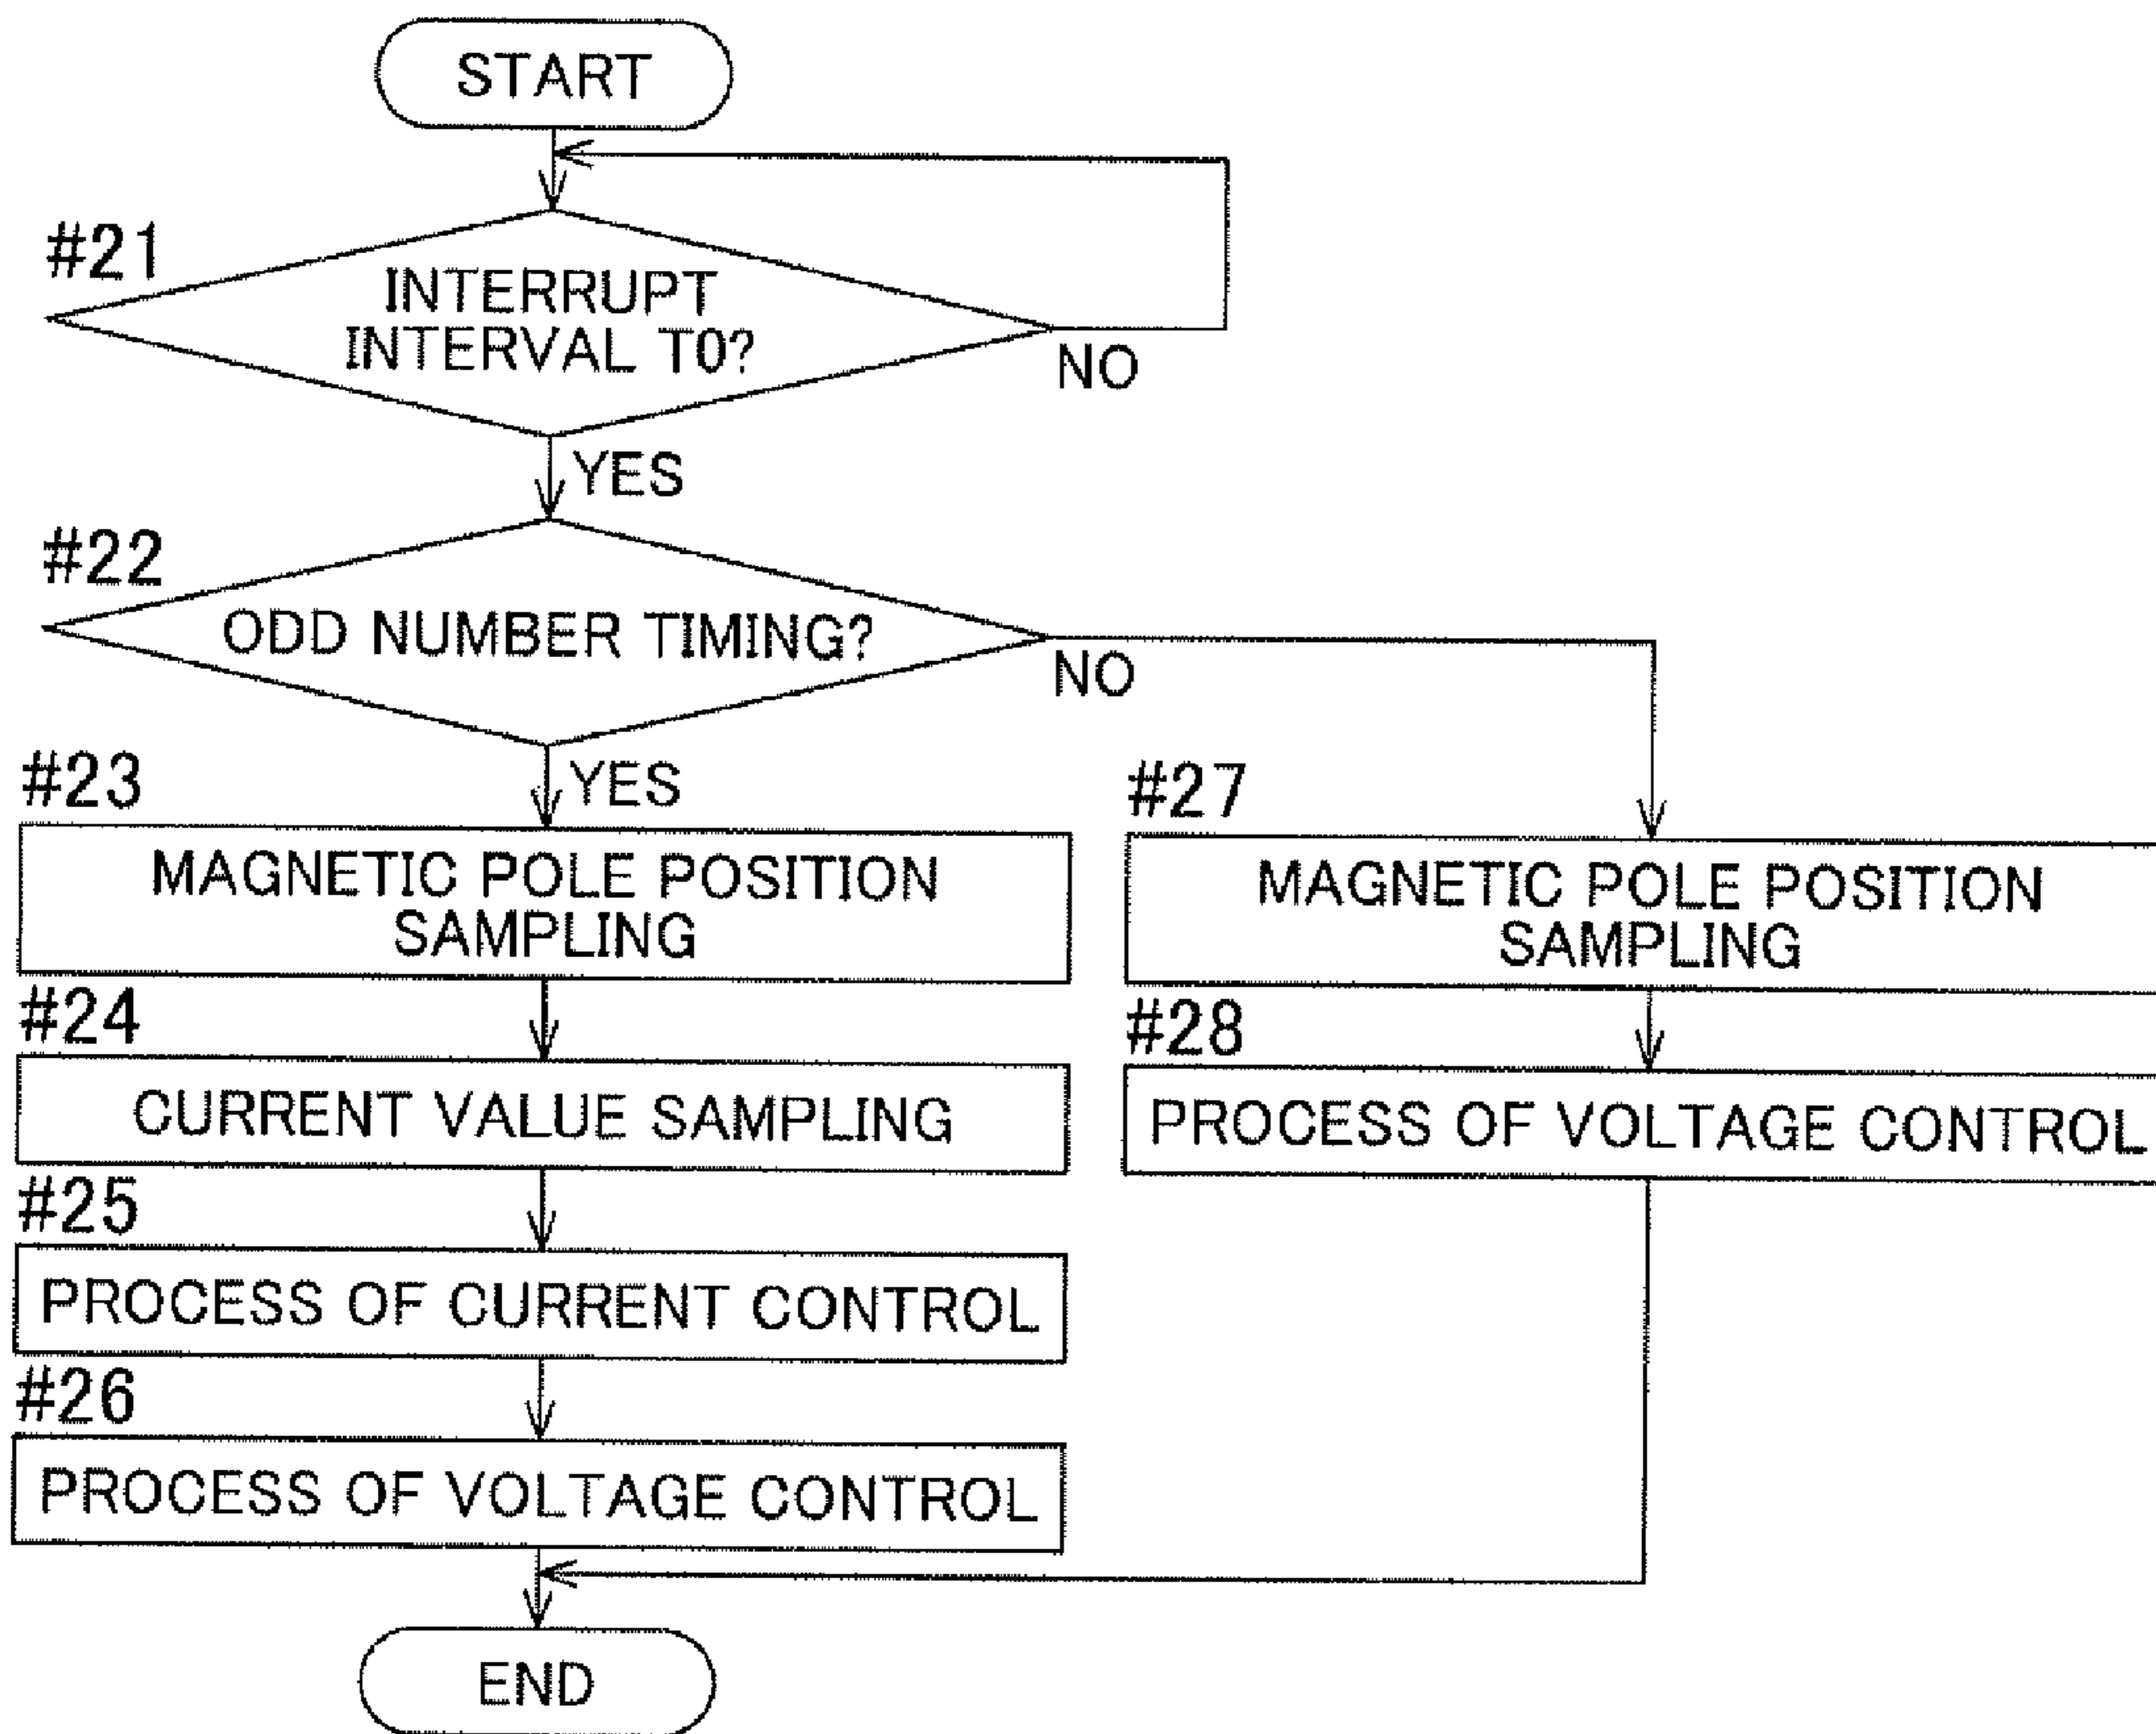 START
#21
INTERRUPT
INTERVAL T0?
NO
YES
#22
ODD NUMBER TIMING?
NO
YES
#23
MAGNETIC POLE POSITION
SAMPLING
#24
CURRENT VALUE SAMPLING
#25
PROCESS OF CURRENT CONTROL
#26
PROCESS OF VOLTAGE CONTROL
#27
MAGNETIC POLE POSITION
SAMPLING
#28
PROCESS OF VOLTAGE CONTROL
END